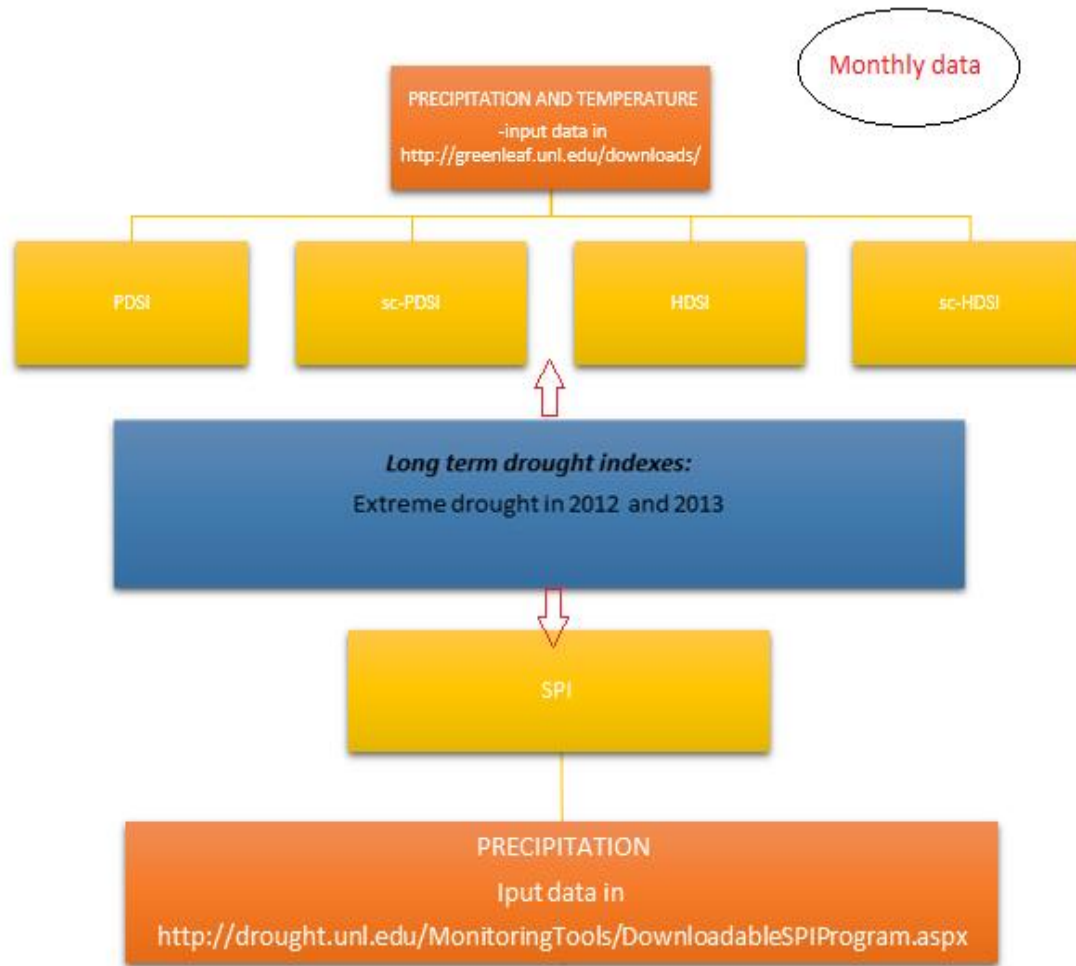 Monthly data
PRECIPITATION AND TEMPERATURE
-input data in
http://greenleaf.unl.edu/downloads/
PDSI
sc-PDSI
HDSI
sc-HDSI
Long term drought indexes:
Extreme drought in 2012 and 2013
SPI
PRECIPITATION
Iput data in
http://drought.unl.edu/MonitoringTools/DownloadableSPIProgram.aspx